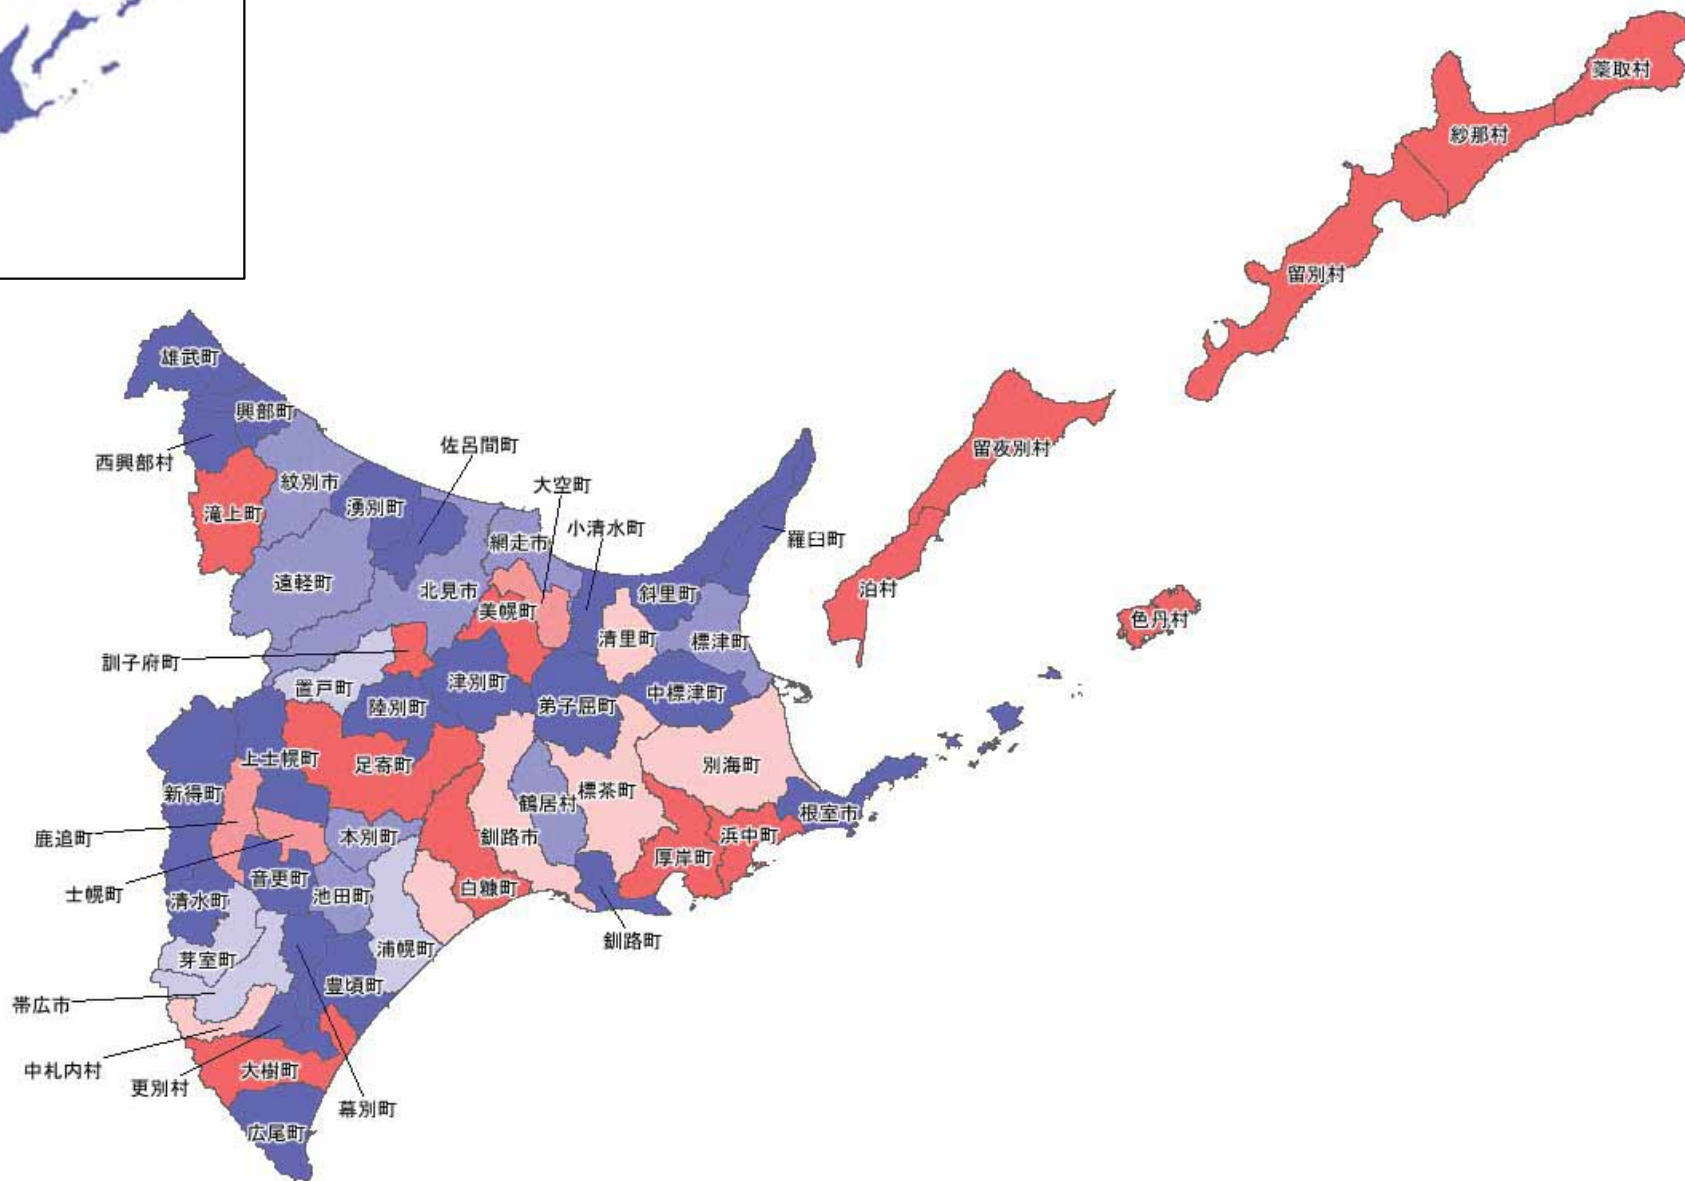 蘂取村
紗那村
留別村
雄武町
興部町
留夜別村
佐呂間町
西興部村
紋別市
大空町
湧別町
滝上町
小清水町
羅臼町
網走市
遠軽町
北見市
泊村
斜里町
美幌町
色丹村
清里町
標津町
訓子府町
津別町
置戸町
中標津町
陸別町
弟子屈町
上士幌町
足寄町
別海町
新得町
標茶町
鶴居村
根室市
鹿追町
本別町
釧路市
浜中町
厚岸町
音更町
白糠町
士幌町
池田町
清水町
釧路町
浦幌町
芽室町
豊頃町
帯広市
中札内村
大樹町
更別村
幕別町
広尾町